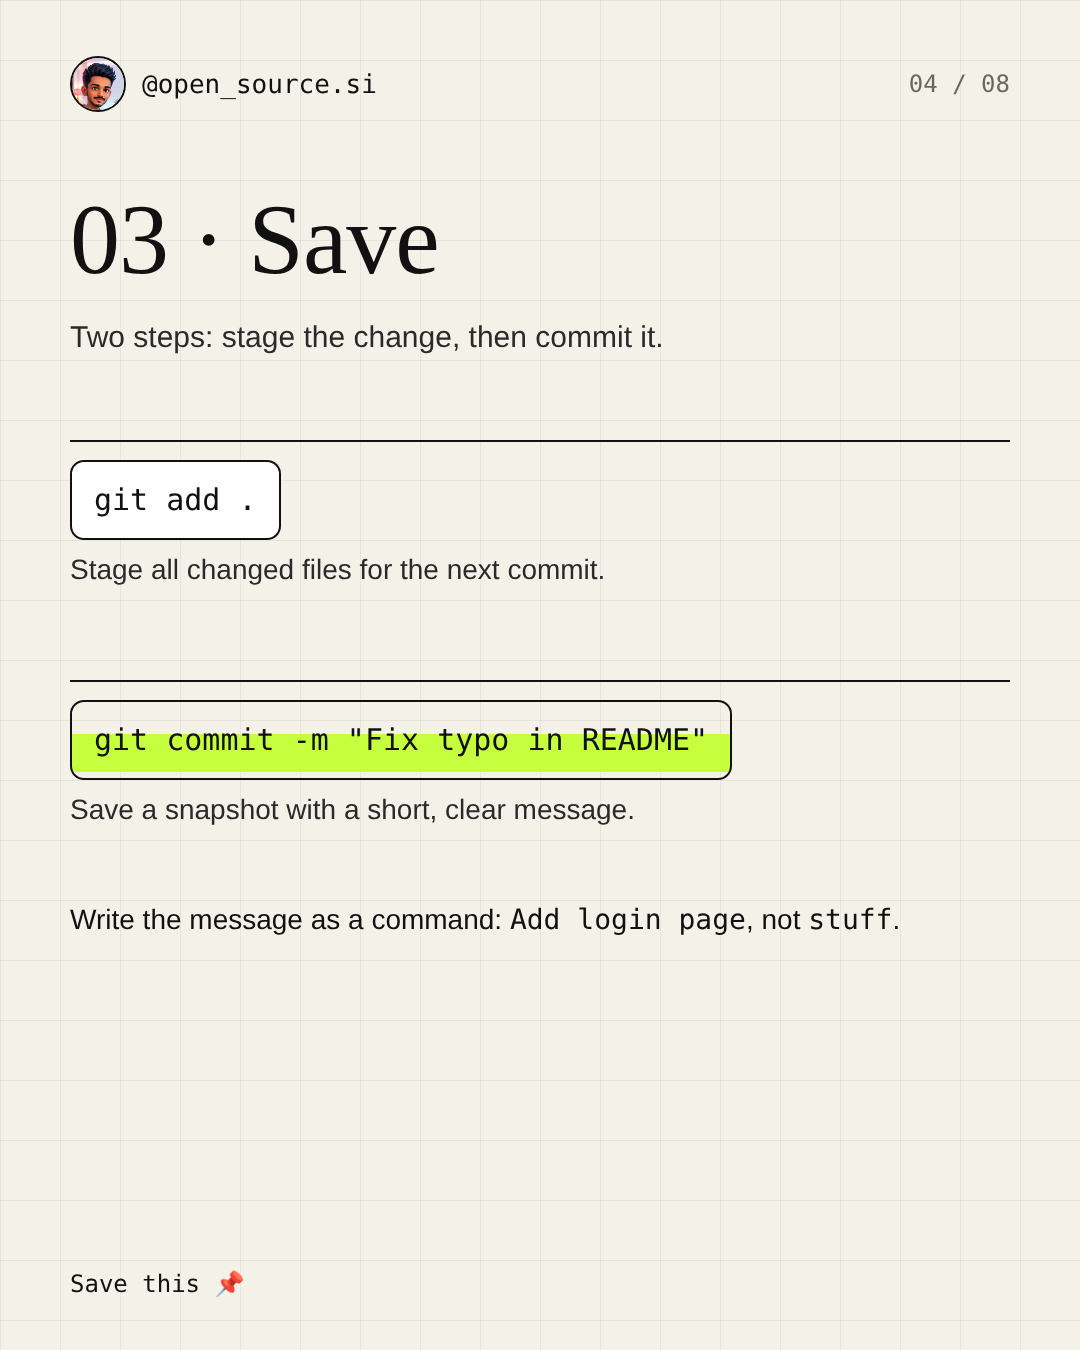 @open_source.si
04 / 08
03 · Save
Two steps: stage the change, then commit it.
git add .
Stage all changed files for the next commit.
git commit -m "Fix typo in README"
Save a snapshot with a short, clear message.
Write the message as a command: Add login page, not stuff.
Save this 📌